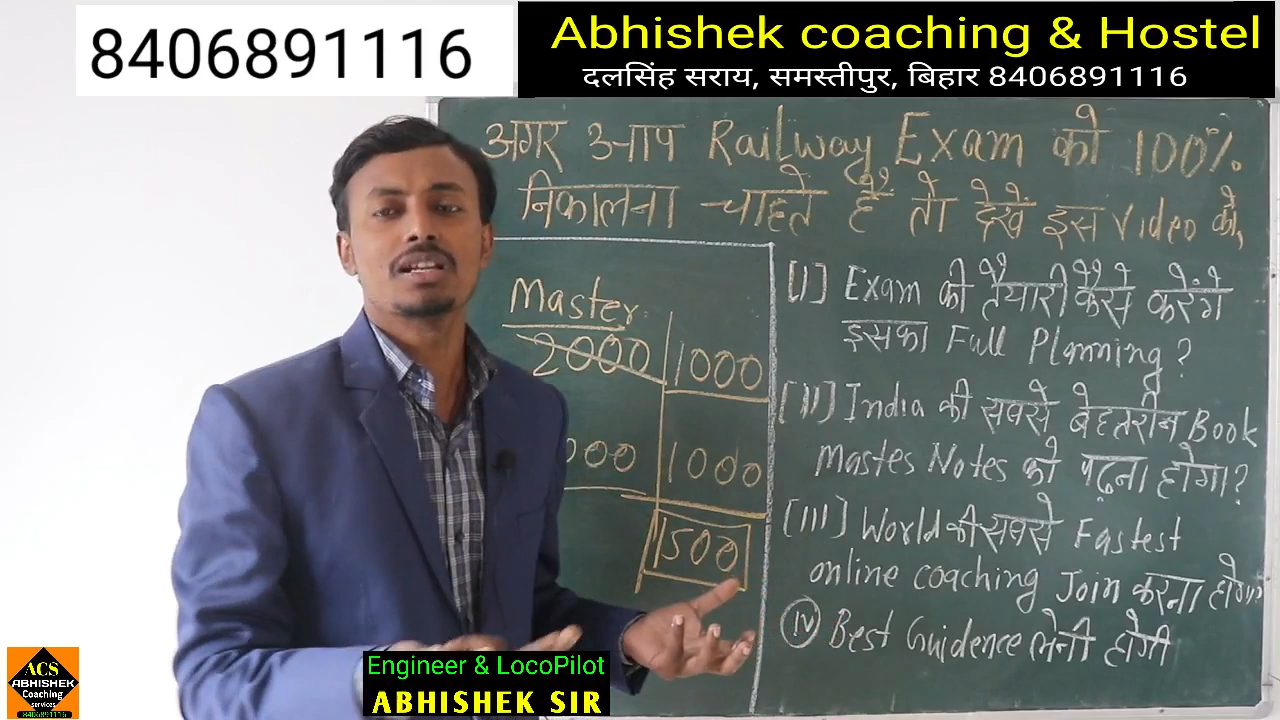 8406891116
Abhishek coaching & Hostel
दलसिंह सराय, समस्तीपुर, बिहार 8406891116
अगर आप Railway Exam को 100%
निकालना चाहते हैं तो देखें इस Video को,
Master
2000 1000
000 1000
1500
[I] Exam की तैयारी कैसे करेंगे
इसका Full Planning ?
[II] India की सबसे बेहतरीन Book
Mastes Notes को पढ़ना होगा?
[III] World की सबसे Fastest
online coaching Join करना होगा?
(IV) Best Guidence लेनी होगी
ACS
ABHISHEK
Coaching
services
8406891116
Engineer & LocoPilot
ABHISHEK SIR